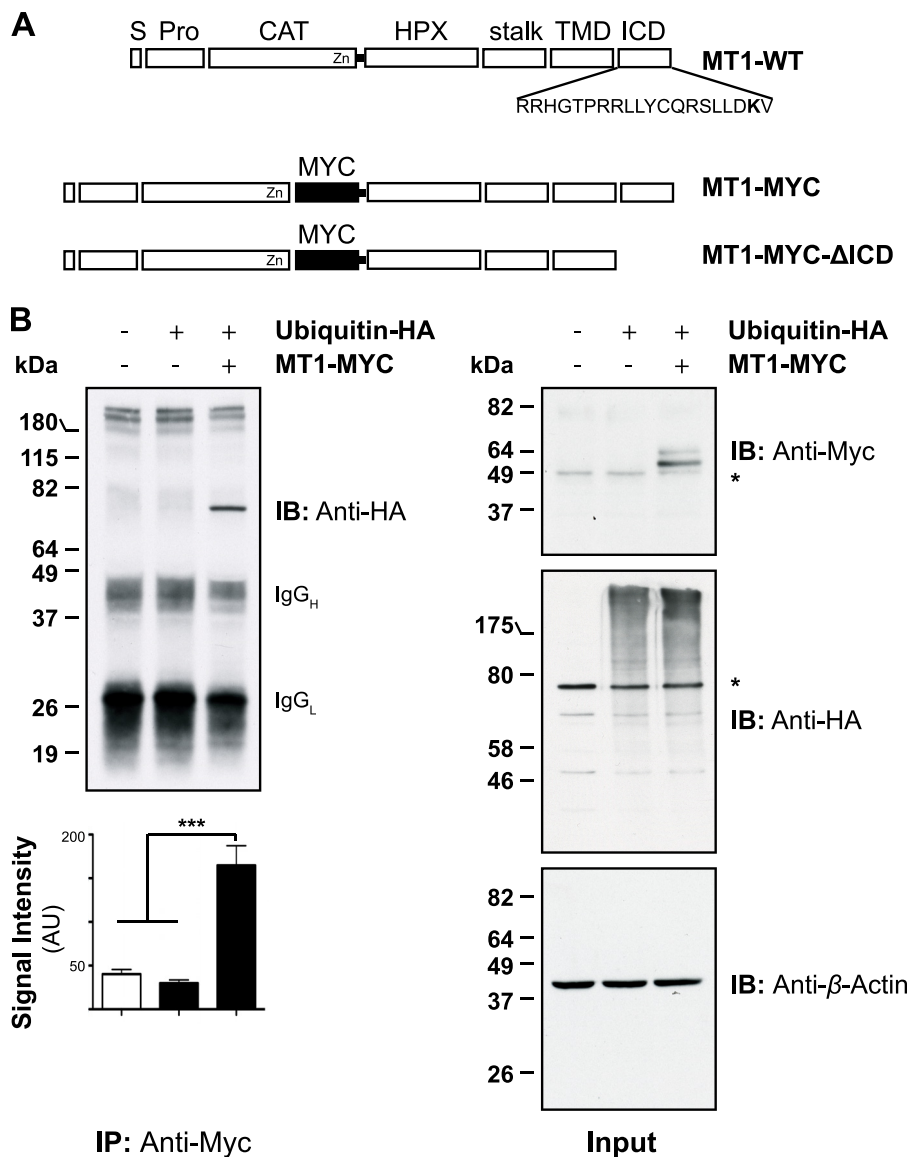 A
S Pro CAT HPX stalk TMD ICD
Zn
MT1-WT
RRHGTPRRLLYCQRSLLDKV
MYC
Zn
MT1-MYC
MYC
Zn
MT1-MYC-ΔICD
B
- + + Ubiquitin-HA
kDa - - + MT1-MYC
180
115
82
64
49
37
26
19
IB: Anti-HA
IgGH
IgGL
200
50
Signal Intensity
(AU)
***
IP: Anti-Myc
- + + Ubiquitin-HA
kDa - - + MT1-MYC
82
64
49
37
IB: Anti-Myc
*
175
80
58
46
*
IB: Anti-HA
82
64
49
37
26
IB: Anti-β-Actin
Input